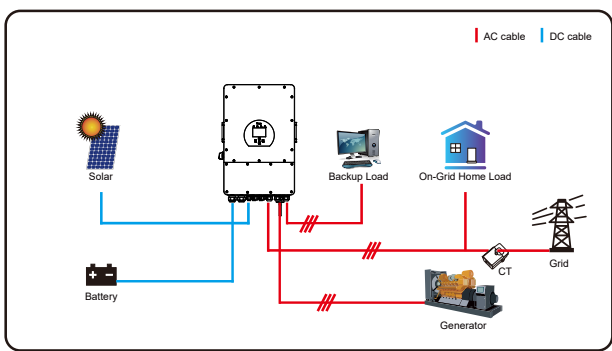 AC cable
DC cable
Solar
Backup Load
On-Grid Home Load
Battery
CT
Grid
Generator